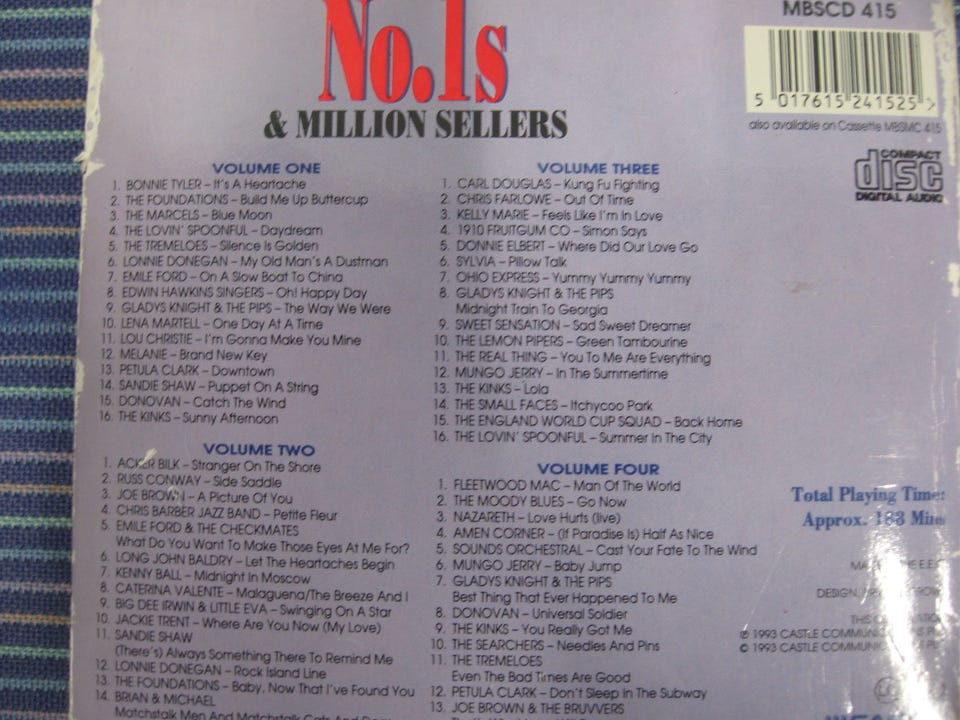 No.1s
& MILLION SELLERS
MBSCD 415
5 017615 241525 >
also available on Cassette MBSMC 415
COMPACT
disc
DIGITAL AUDIO
VOLUME ONE
1. BONNIE TYLER – It's A Heartache
2. THE FOUNDATIONS – Build Me Up Buttercup
3. THE MARCELS – Blue Moon
4. THE LOVIN' SPOONFUL – Daydream
5. THE TREMELOES – Silence Is Golden
6. LONNIE DONEGAN – My Old Man's A Dustman
7. EMILE FORD – On A Slow Boat To China
8. EDWIN HAWKINS SINGERS – Oh! Happy Day
9. GLADYS KNIGHT & THE PIPS – The Way We Were
10. LENA MARTELL – One Day At A Time
11. LOU CHRISTIE – I'm Gonna Make You Mine
12. MELANIE – Brand New Key
13. PETULA CLARK – Downtown
14. SANDIE SHAW – Puppet On A String
15. DONOVAN – Catch The Wind
16. THE KINKS – Sunny Afternoon
VOLUME TWO
1. ACKER BILK – Stranger On The Shore
2. RUSS CONWAY – Side Saddle
3. JOE BROWN – A Picture Of You
4. CHRIS BARBER JAZZ BAND – Petite Fleur
5. EMILE FORD & THE CHECKMATES
What Do You Want To Make Those Eyes At Me For?
6. LONG JOHN BALDRY – Let The Heartaches Begin
7. KENNY BALL – Midnight In Moscow
8. CATERINA VALENTE – Malaguena/The Breeze And I
9. BIG DEE IRWIN & LITTLE EVA – Swinging On A Star
10. JACKIE TRENT – Where Are You Now (My Love)
11. SANDIE SHAW
(There's) Always Something There To Remind Me
12. LONNIE DONEGAN – Rock Island Line
13. THE FOUNDATIONS – Baby, Now That I've Found You
14. BRIAN & MICHAEL
Matchstalk Men And Matchstalk Cats And Dogs
VOLUME THREE
1. CARL DOUGLAS – Kung Fu Fighting
2. CHRIS FARLOWE – Out Of Time
3. KELLY MARIE – Feels Like I'm In Love
4. 1910 FRUITGUM CO – Simon Says
5. DONNIE ELBERT – Where Did Our Love Go
6. SYLVIA – Pillow Talk
7. OHIO EXPRESS – Yummy Yummy Yummy
8. GLADYS KNIGHT & THE PIPS
Midnight Train To Georgia
9. SWEET SENSATION – Sad Sweet Dreamer
10. THE LEMON PIPERS – Green Tambourine
11. THE REAL THING – You To Me Are Everything
12. MUNGO JERRY – In The Summertime
13. THE KINKS – Lola
14. THE SMALL FACES – Itchycoo Park
15. THE ENGLAND WORLD CUP SQUAD – Back Home
16. THE LOVIN' SPOONFUL – Summer In The City
VOLUME FOUR
1. FLEETWOOD MAC – Man Of The World
2. THE MOODY BLUES – Go Now
3. NAZARETH – Love Hurts (live)
4. AMEN CORNER – (If Paradise Is) Half As Nice
5. SOUNDS ORCHESTRAL – Cast Your Fate To The Wind
6. MUNGO JERRY – Baby Jump
7. GLADYS KNIGHT & THE PIPS
Best Thing That Ever Happened To Me
8. DONOVAN – Universal Soldier
9. THE KINKS – You Really Got Me
10. THE SEARCHERS – Needles And Pins
11. THE TREMELOES
Even The Bad Times Are Good
12. PETULA CLARK – Don't Sleep In The Subway
13. JOE BROWN & THE BRUVVERS
Total Playing Time:
Approx. 183 Mins
DESIGN:
THIS
℗ 1993 CASTLE
© 1993 CASTLE